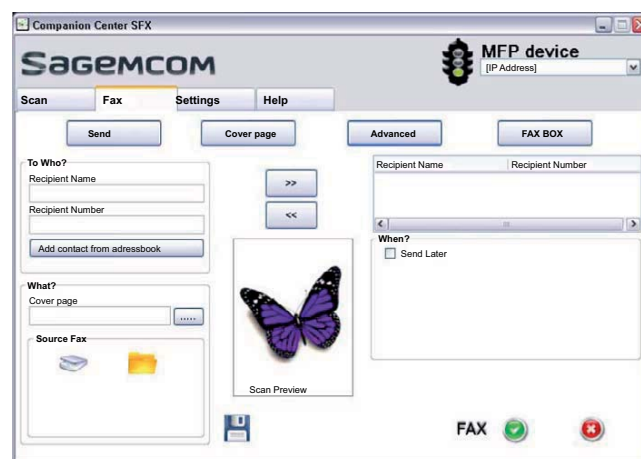 Companion Center SFX
Sagemcom
MFP device
[IP Address]
Scan Fax Settings Help
Send Cover page Advanced FAX BOX
To Who?
Recipient Name
Recipient Number
Add contact from adressbook
>>
<<
Recipient Name Recipient Number
When?
Send Later
What?
Cover page
.....
Source Fax
Scan Preview
FAX